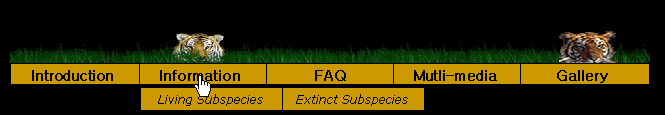 Introduction Information FAQ Mutli-media Gallery
Living Subspecies Extinct Subspecies